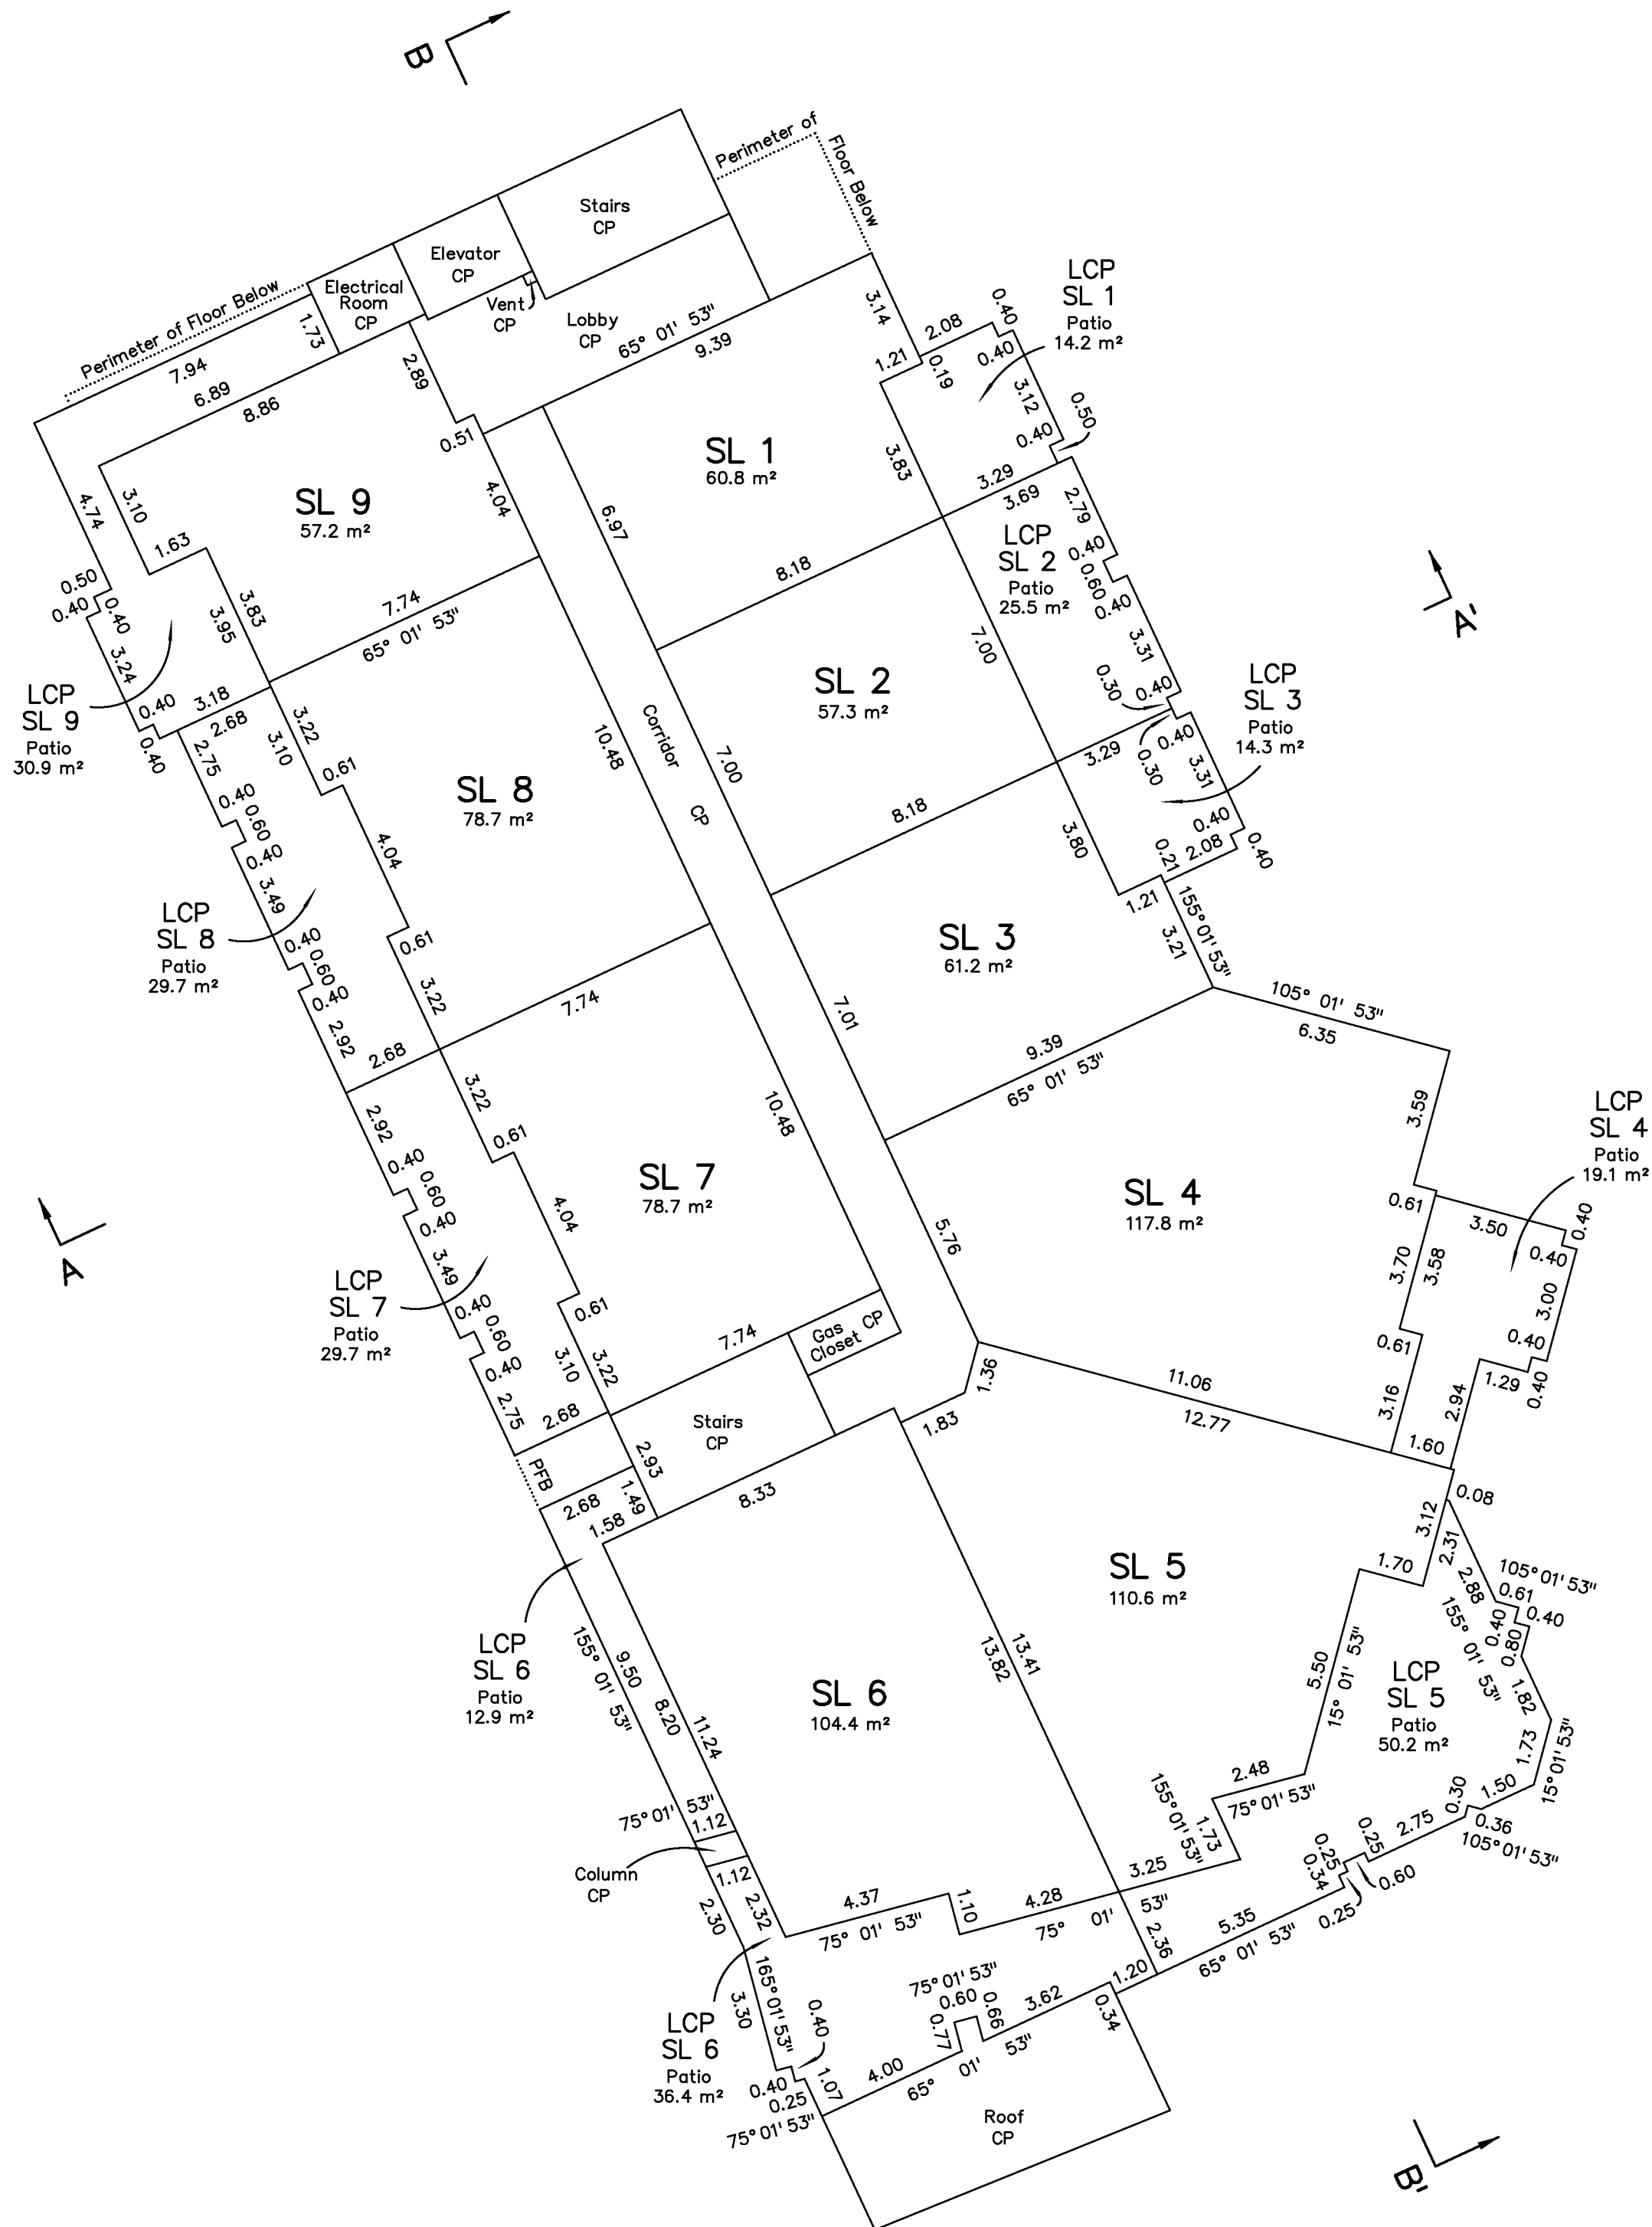 B
Perimeter of
Floor Below
Stairs
CP
Elevator
CP
Electrical
Room
CP
Vent
CP
Lobby
CP
Perimeter of Floor Below
1.73
7.94
6.89
8.86
2.89
0.51
65° 01' 53"
9.39
3.14
1.21
0.19
2.08
0.40
0.40
3.12
0.40
0.50
LCP
SL 1
Patio
14.2 m²
SL 1
60.8 m²
3.83
3.29
3.69
6.97
8.18
SL 9
57.2 m²
4.04
4.74
3.10
1.63
3.83
3.95
0.50
0.40
0.40
3.24
0.40
0.40
3.18
2.68
7.74
65° 01' 53"
LCP
SL 9
Patio
30.9 m²
LCP
SL 2
Patio
25.5 m²
2.79
0.40
0.60
0.40
3.31
0.40
0.30
7.00
SL 2
57.3 m²
7.00
8.18
3.29
A'
LCP
SL 3
Patio
14.3 m²
0.30
0.40
3.31
0.40
0.40
2.08
0.21
1.21
3.80
155° 01' 53"
3.21
SL 3
61.2 m²
7.01
9.39
65° 01' 53"
Corridor
CP
10.48
SL 8
78.7 m²
3.22
3.10
0.61
4.04
0.61
3.22
2.75
0.40
0.60
0.40
3.49
0.40
0.60
0.40
2.92
2.68
LCP
SL 8
Patio
29.7 m²
7.74
105° 01' 53"
6.35
3.59
0.61
3.50
0.40
0.40
3.00
0.40
0.40
1.29
2.94
3.70
3.58
0.61
3.16
1.60
LCP
SL 4
Patio
19.1 m²
SL 4
117.8 m²
5.76
11.06
12.77
1.36
1.83
10.48
SL 7
78.7 m²
3.22
0.61
4.04
0.61
3.10
3.22
2.92
0.40
0.60
0.40
3.49
0.40
0.60
0.40
2.75
2.68
LCP
SL 7
Patio
29.7 m²
A
7.74
Gas
Closet CP
Stairs
CP
2.93
PFB
2.68
1.49
1.58
8.33
LCP
SL 6
Patio
12.9 m²
155° 01' 53"
9.50
8.20
11.24
SL 6
104.4 m²
13.82
13.41
SL 5
110.6 m²
0.08
3.12
1.70
2.31
2.88
155° 01' 53"
105° 01' 53"
0.61
0.40
0.40
0.80
1.82
1.73
15° 01' 53"
LCP
SL 5
Patio
50.2 m²
5.50
15° 01' 53"
2.48
75° 01' 53"
1.73
155° 01' 53"
3.25
1.50
0.36
105° 01' 53"
0.30
2.75
0.25
0.60
0.25
0.34
0.25
5.35
65° 01' 53"
2.36
1.20
75° 01' 53"
1.12
Column
CP
1.12
2.30
2.32
4.37
75° 01' 53"
1.10
4.28
75° 01' 53"
LCP
SL 6
Patio
36.4 m²
165° 01' 53"
3.30
0.40
0.40
0.25
75° 01' 53"
1.07
4.00
65° 01' 53"
0.77
75° 01' 53"
0.60
0.66
3.62
0.34
Roof
CP
B'